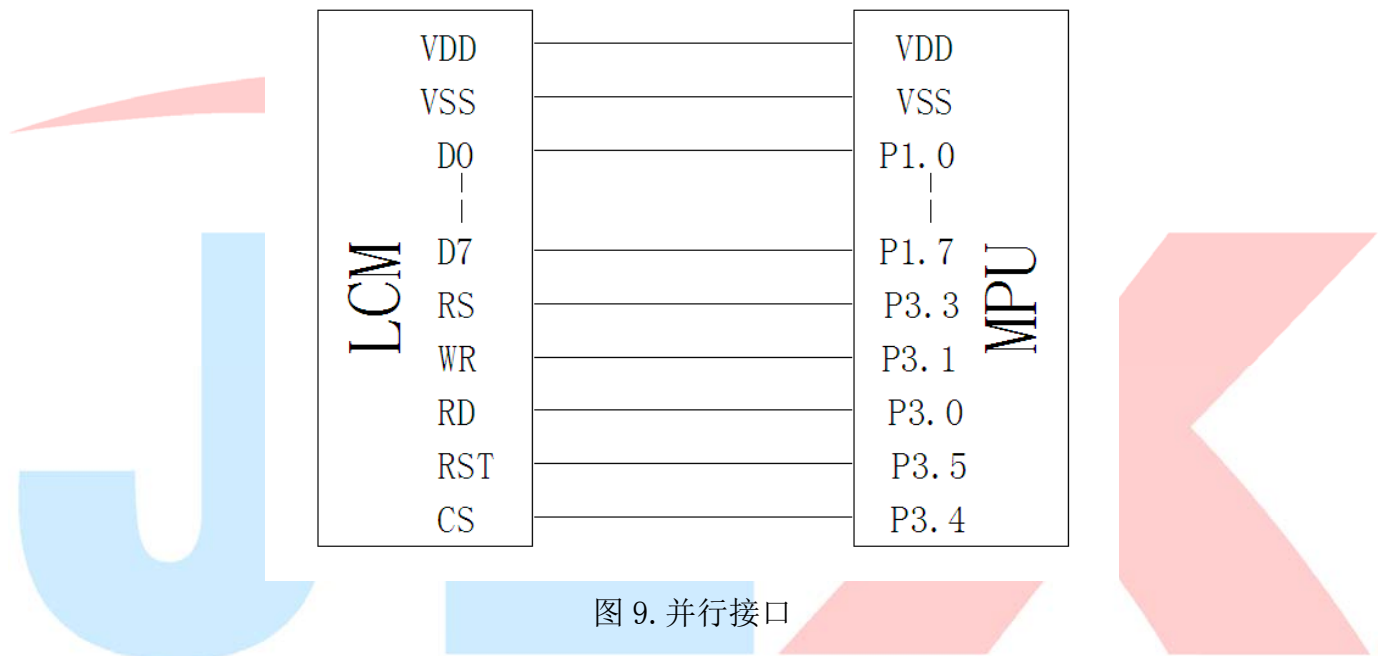 VDD VDD
VSS VSS
D0 P1.0
D7 P1.7
RS P3.3
WR P3.1
RD P3.0
RST P3.5
CS P3.4
LCM
MPU
图 9.并行接口